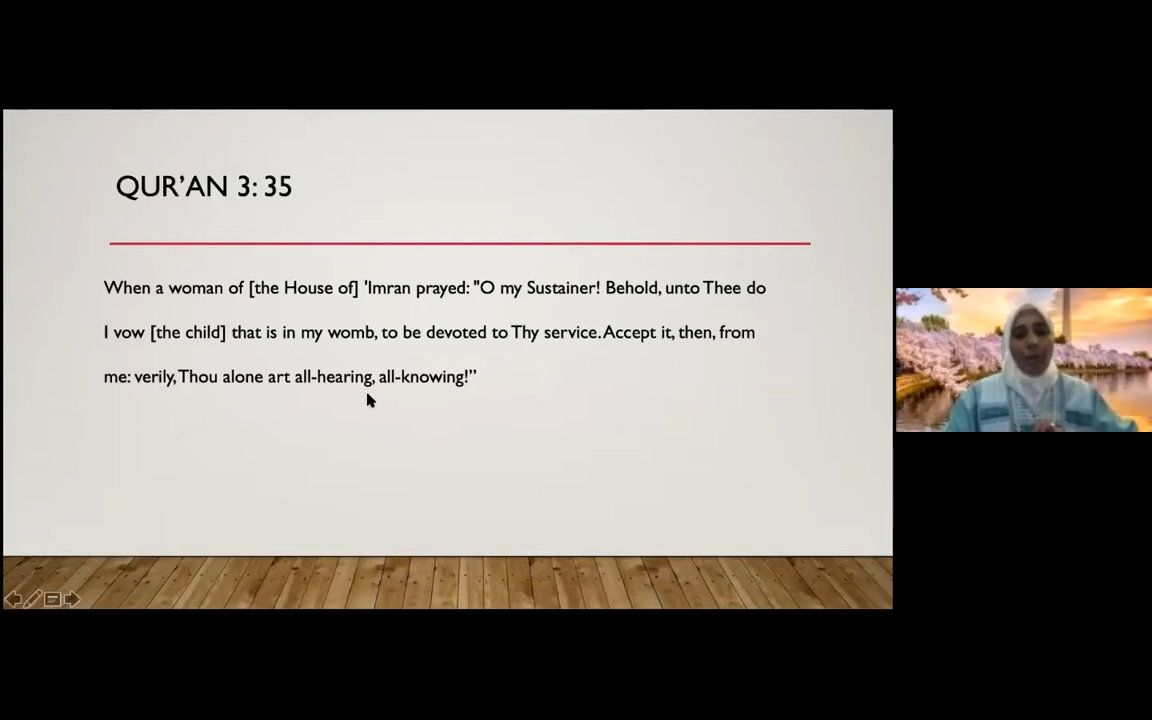 QUR’AN 3: 35
When a woman of [the House of] 'Imran prayed: "O my Sustainer! Behold, unto Thee do
I vow [the child] that is in my womb, to be devoted to Thy service. Accept it, then, from
me: verily, Thou alone art all-hearing, all-knowing!”